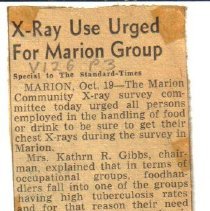 X-Ray Use Urged
For Marion Group
V126 P3
Special to The Standard-Times
MARION, Oct. 19—The Marion
Community X-ray survey com-
mittee today urged all persons
employed in the handling of food
or drink to be sure to get their
chest X-rays during the survey in
Marion.
Mrs. Kathrn R. Gibbs, chair-
man, explained that in terms of
occupational groups, foodhan-
dlers fall into one of the groups
having high tuberculosis rates
and for that reason their need